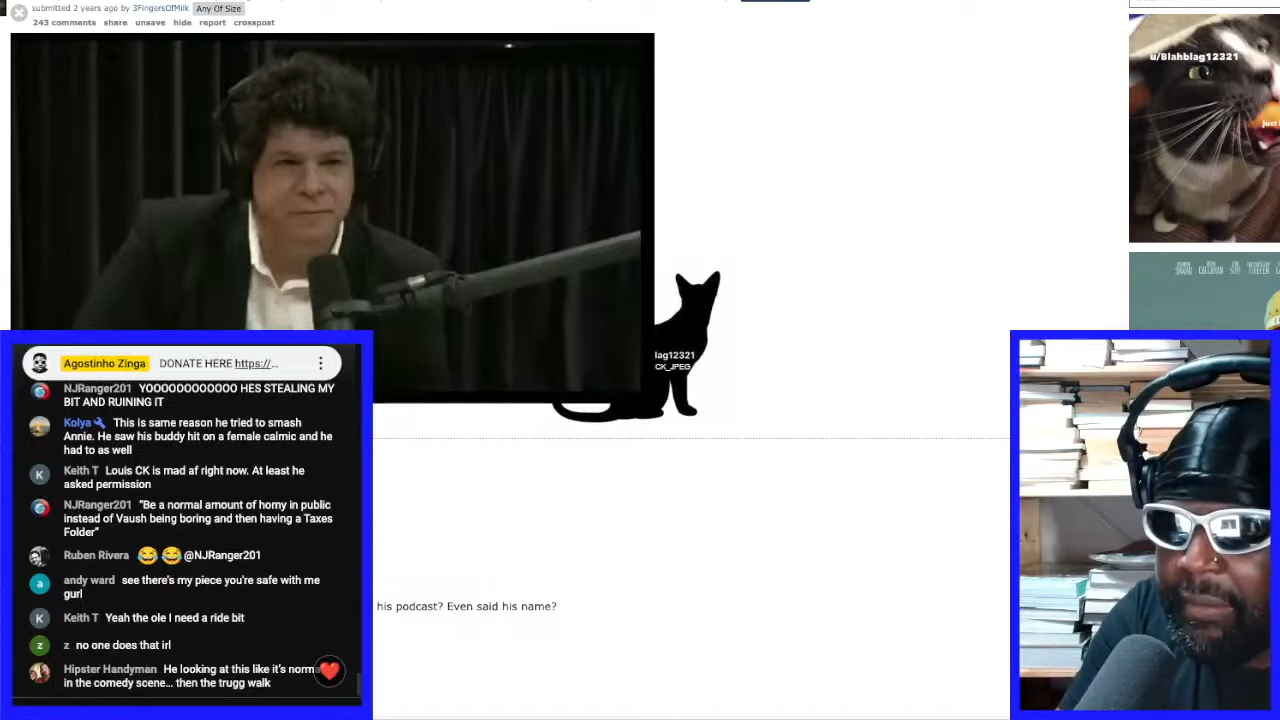 submitted 2 years ago by 3FingersOfMilk Any Of Size
243 comments share unsave hide report crosspost
u/Blahblag12321
just
CALLAHAN
lag12321
CK_JPEG
Agostinho Zinga DONATE HERE https://...
NJRanger201 YOOOOOOOOOOO HES STEALING MY
BIT AND RUINING IT
Kolya This is same reason he tried to smash
Annie. He saw his buddy hit on a female calmic and he
had to as well
Keith T Louis CK is mad af right now. At least he
asked permission
NJRanger201 “Be a normal amount of horny in public
instead of Vaush being boring and then having a Taxes
Folder”
Ruben Rivera 😂😂 @NJRanger201
andy ward see there's my piece you're safe with me
gurl
Keith T Yeah the ole I need a ride bit
z no one does that irl
Hipster Handyman He looking at this like it's norm
in the comedy scene... then the trugg walk
his podcast? Even said his name?